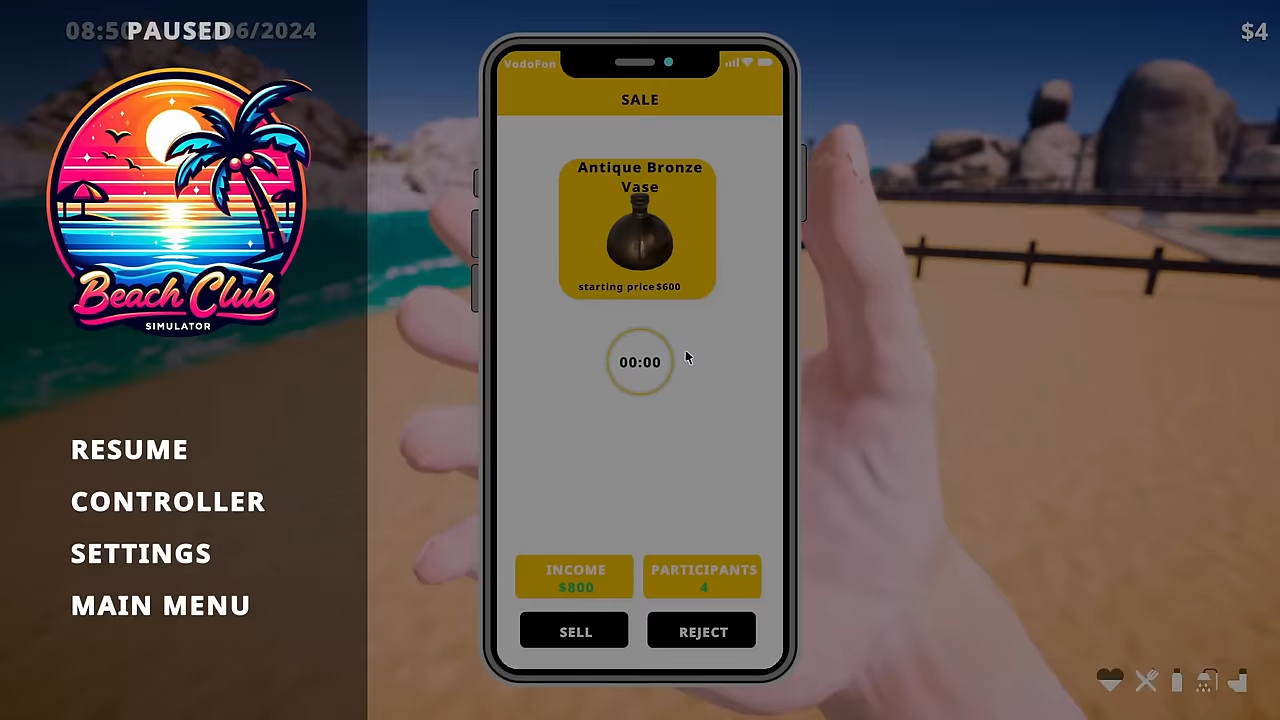 PAUSED
08:50 06/2024
$4
Beach Club
SIMULATOR
RESUME
CONTROLLER
SETTINGS
MAIN MENU
VodoFon
SALE
Antique Bronze
Vase
starting price $600
00:00
INCOME
$800
PARTICIPANTS
4
SELL
REJECT